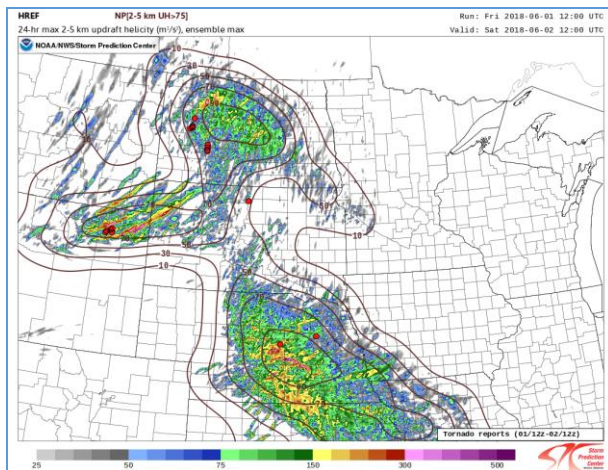 HREF NP[2-5 km UH>75] Run: Fri 2018-06-01 12:00 UTC
24-hr max 2-5 km updraft helicity (m²/s²), ensemble max Valid: Sat 2018-06-02 12:00 UTC
NOAA/NWS/Storm Prediction Center
10
50
50
10
30
10
10
Tornado reports (01/12Z-02/12Z)
25 50 75 150 300 500
Storm
Prediction
Center